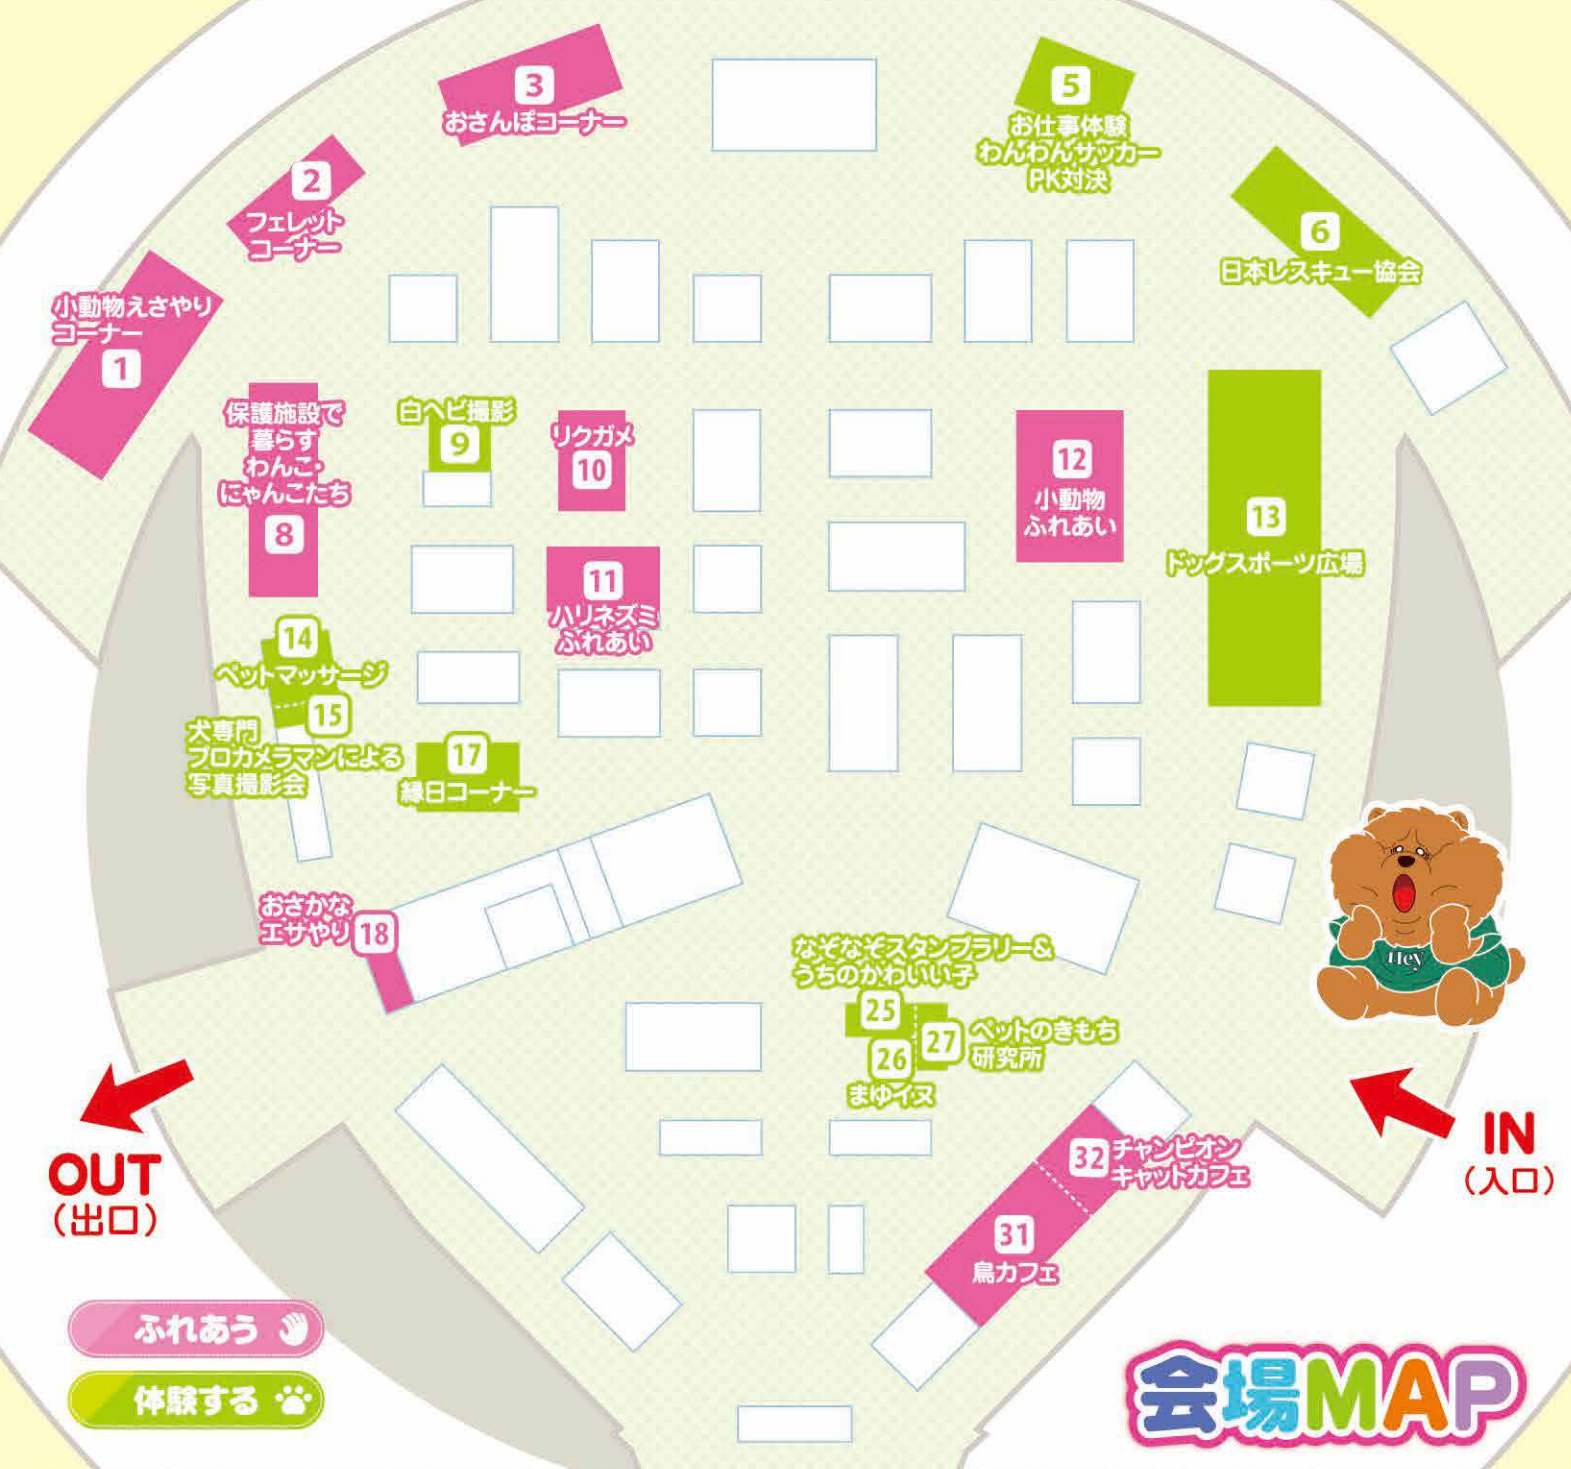 3
おさんぽコーナー
5
お仕事体験
わんわんサッカー
PK対決
2
フェレット
コーナー
6
日本レスキュー協会
小動物えさやり
コーナー
1
保護施設で
暮らす
わんこ・
にゃんこたち
8
白ヘビ撮影
9
リクガメ
10
12
小動物
ふれあい
13
ドッグスポーツ広場
11
ハリネズミ
ふれあい
14
ペットマッサージ
15
犬専門
プロカメラマンによる
写真撮影会
17
縁日コーナー
おさかな
エサやり
18
なぞなぞスタンプラリー&
うちのかわいい子
25
26
まゆイヌ
27
ペットのきもち
研究所
Hey
OUT
(出口)
IN
(入口)
32
チャンピオン
キャットカフェ
31
鳥カフェ
ふれあう
体験する
会場MAP